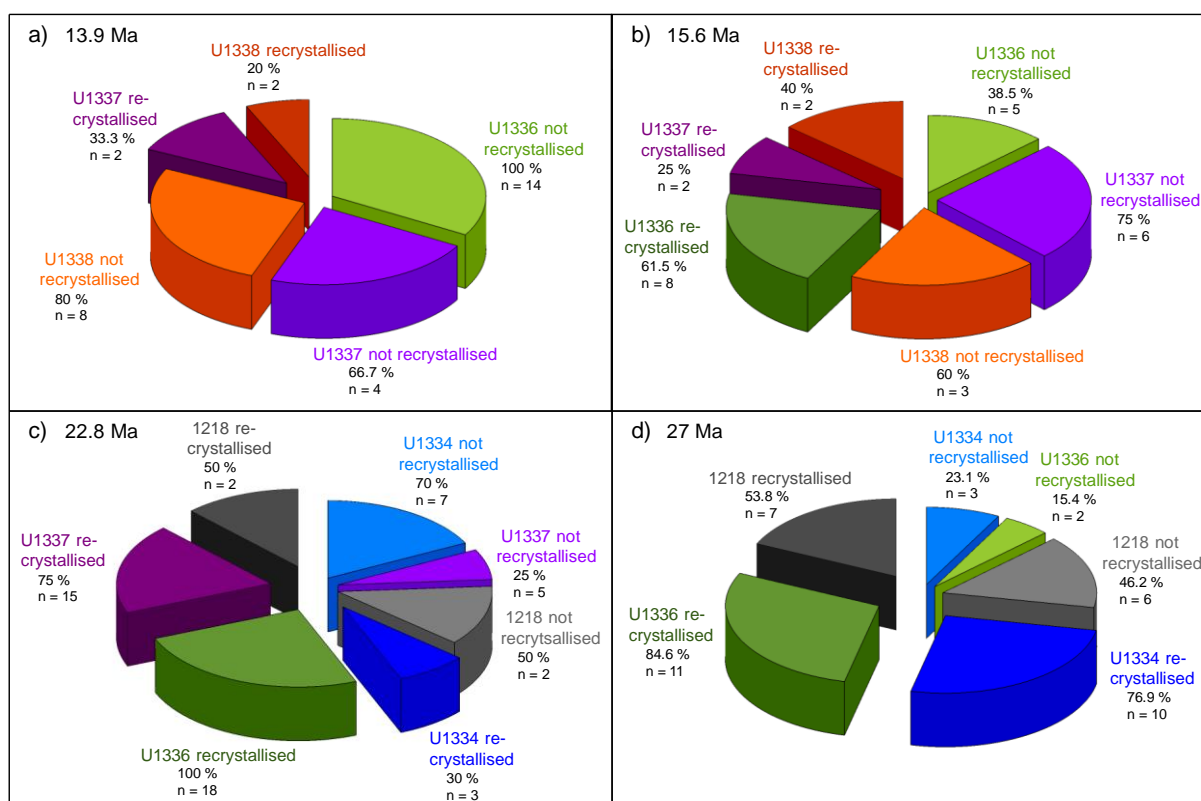 a) 13.9 Ma
U1338 recrystallised
20 %
n = 2
U1337 re-
crystallised
33.3 %
n = 2
U1336 not
recrystallised
100 %
n = 14
U1338 not
recrystallised
80 %
n = 8
U1337 not recrystallised
66.7 %
n = 4
b) 15.6 Ma
U1338 re-
crystallised
40 %
n = 2
U1336 not
recrystallised
38.5 %
n = 5
U1337 re-
crystallised
25 %
n = 2
U1337 not
recrystallised
75 %
n = 6
U1336 re-
crystallised
61.5 %
n = 8
U1338 not recrystallised
60 %
n = 3
c) 22.8 Ma
1218 re-
crystallised
50 %
n = 2
U1334 not
recrystallised
70 %
n = 7
U1337 re-
crystallised
75 %
n = 15
U1337 not
recrystallised
25 %
n = 5
1218 not
recrytsallised
50 %
n = 2
U1336 recrystallised
100 %
n = 18
U1334 re-
crystallised
30 %
n = 3
d) 27 Ma
U1334 not
recrystallised
23.1 %
n = 3
U1336 not
recrystallised
15.4 %
n = 2
1218 recrystallised
53.8 %
n = 7
1218 not
recrystallised
46.2 %
n = 6
U1336 re-
crystallised
84.6 %
n = 11
U1334 re-
crystallised
76.9 %
n = 10